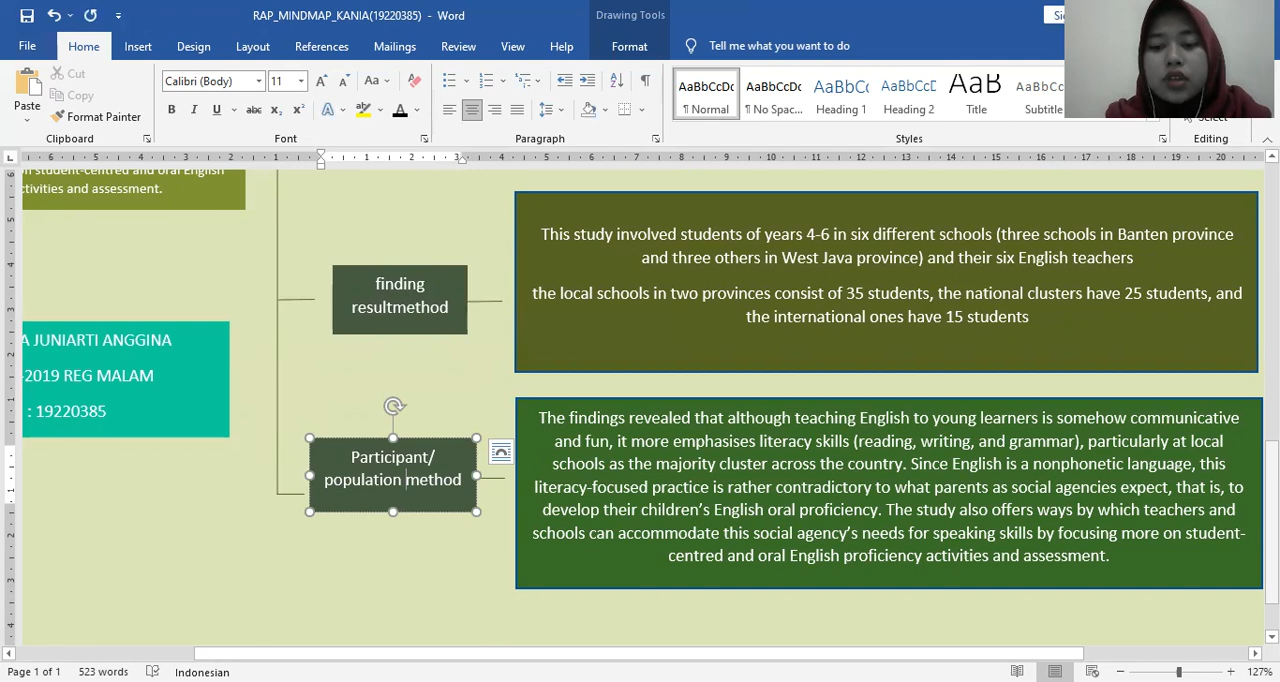 RAP_MINDMAP_KANIA(19220385) - Word
Drawing Tools
File Home Insert Design Layout References Mailings Review View Help Format Tell me what you want to do
Paste
Cut
Copy
Format Painter
Calibri (Body) 11
AaBbCcDc AaBbCcDc AaBbCc AaBbCcD AaB AaBbCcD
¶ Normal ¶ No Spac... Heading 1 Heading 2 Title Subtitle
Select
Clipboard Font Paragraph Styles Editing
n student-centred and oral English
ctivities and assessment.
finding
resultmethod
This study involved students of years 4-6 in six different schools (three schools in Banten province
and three others in West Java province) and their six English teachers
the local schools in two provinces consist of 35 students, the national clusters have 25 students, and
the international ones have 15 students
A JUNIARTI ANGGINA
-2019 REG MALAM
: 19220385
Participant/
population method
The findings revealed that although teaching English to young learners is somehow communicative
and fun, it more emphasises literacy skills (reading, writing, and grammar), particularly at local
schools as the majority cluster across the country. Since English is a nonphonetic language, this
literacy-focused practice is rather contradictory to what parents as social agencies expect, that is, to
develop their children's English oral proficiency. The study also offers ways by which teachers and
schools can accommodate this social agency's needs for speaking skills by focusing more on student-
centred and oral English proficiency activities and assessment.
Page 1 of 1 523 words Indonesian 127%